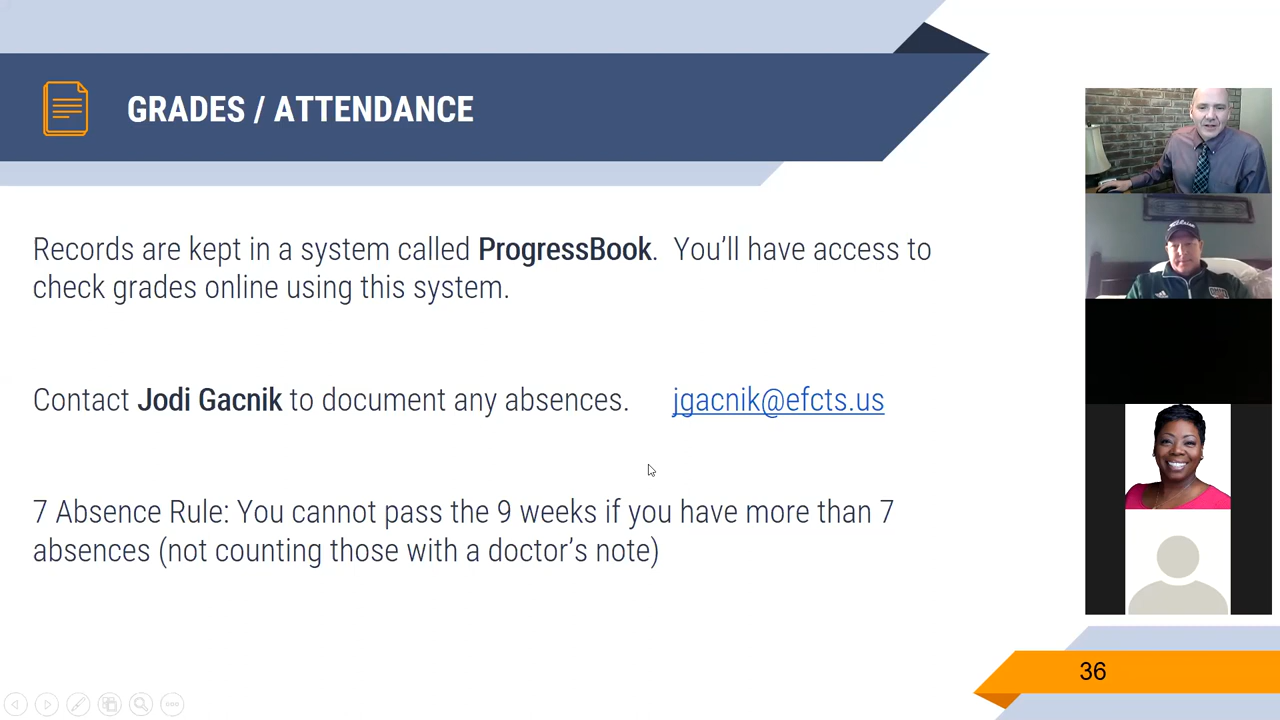 GRADES / ATTENDANCE
Records are kept in a system called ProgressBook. You'll have access to
check grades online using this system.
Contact Jodi Gacnik to document any absences. jgacnik@efcts.us
7 Absence Rule: You cannot pass the 9 weeks if you have more than 7
absences (not counting those with a doctor's note)
36